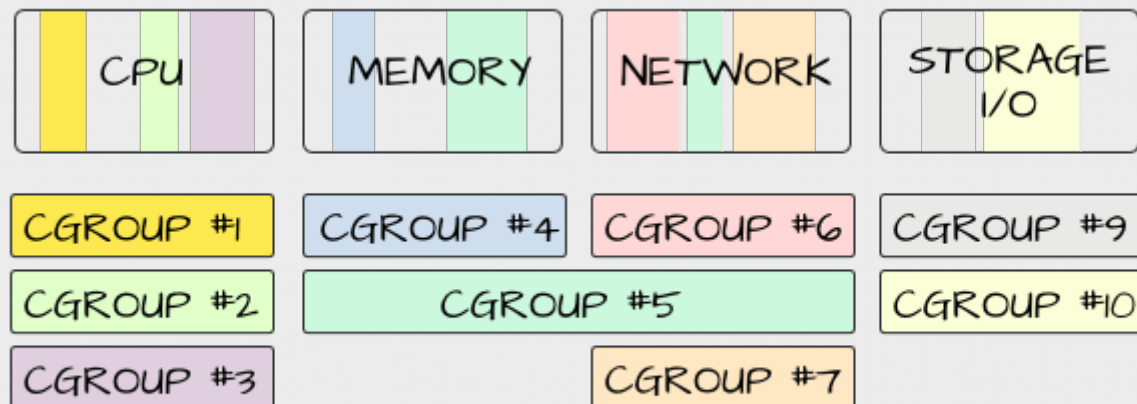 CPU
MEMORY
NETWORK
STORAGE
I/O
CGROUP #1
CGROUP #4
CGROUP #6
CGROUP #9
CGROUP #2
CGROUP #5
CGROUP #10
CGROUP #3
CGROUP #7